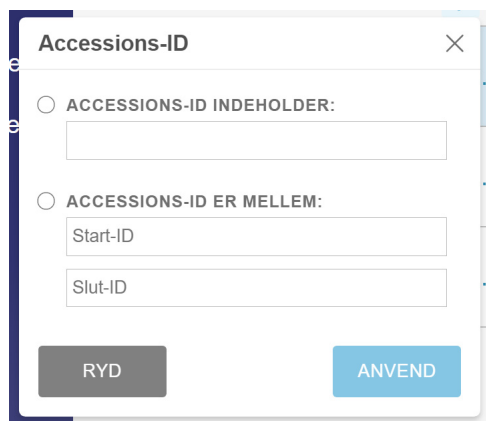 Accessions-ID
ACCESSIONS-ID INDEHOLDER:
ACCESSIONS-ID ER MELLEM:
Start-ID
Slut-ID
RYD
ANVEND